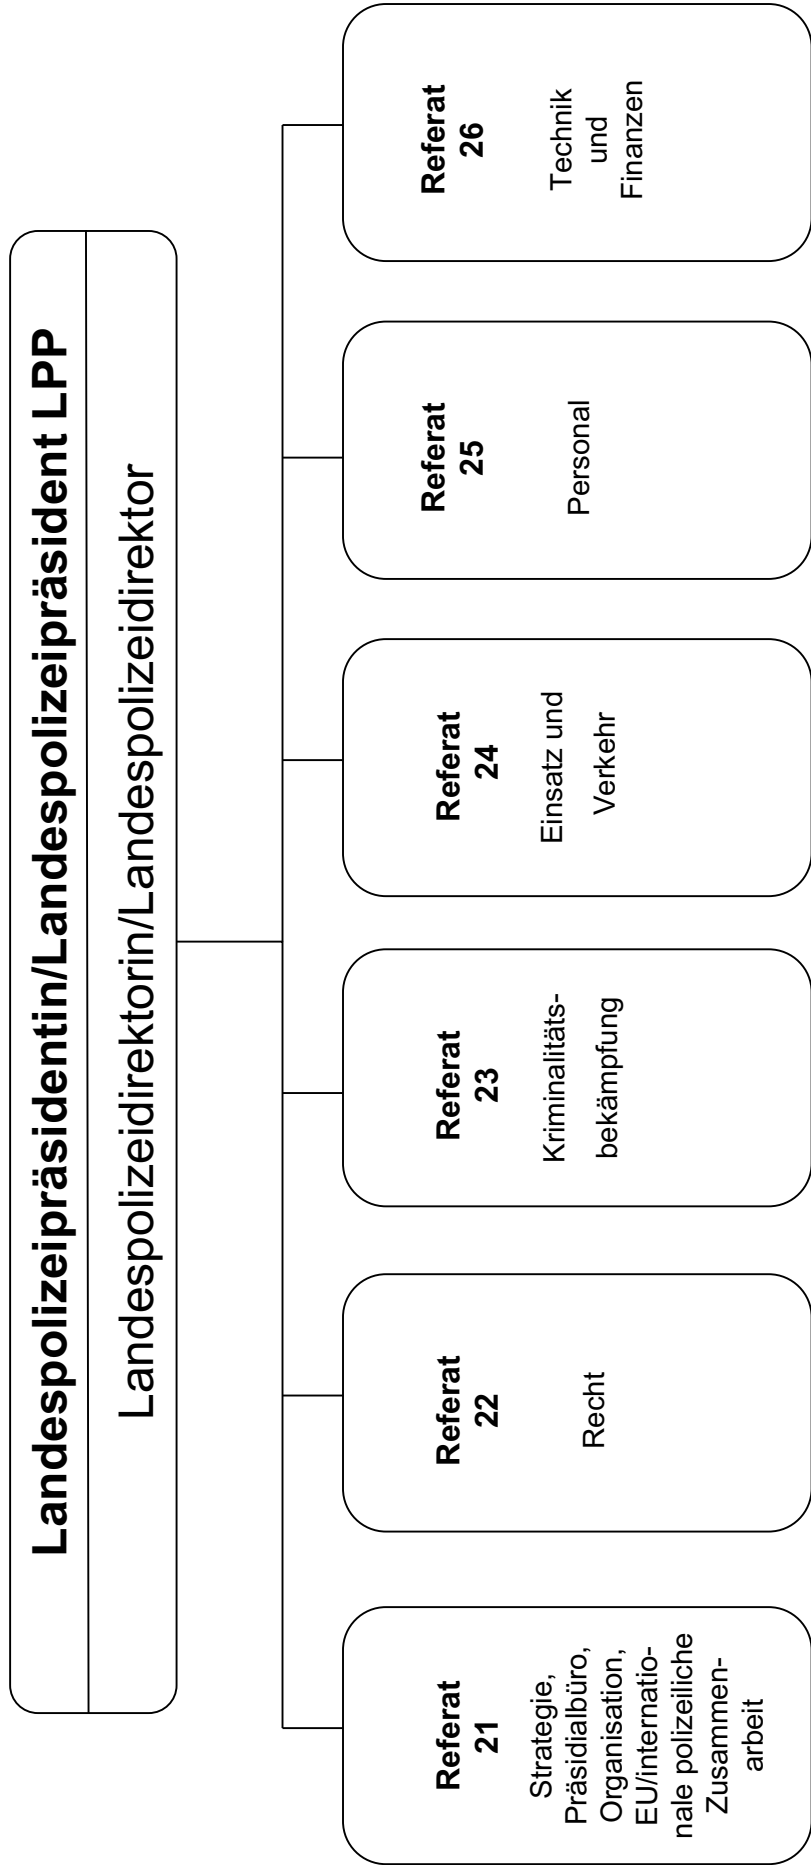 Landespolizeipräsidentin/Landespolizeipräsident LPP
Landespolizeidirektorin/Landespolizeidirektor
Referat
21
Strategie,
Präsidialbüro,
Organisation,
EU/internatio-
nale polizeiliche
Zusammen-
arbeit
Referat
22
Recht
Referat
23
Kriminalitäts-
bekämpfung
Referat
24
Einsatz und
Verkehr
Referat
25
Personal
Referat
26
Technik
und
Finanzen